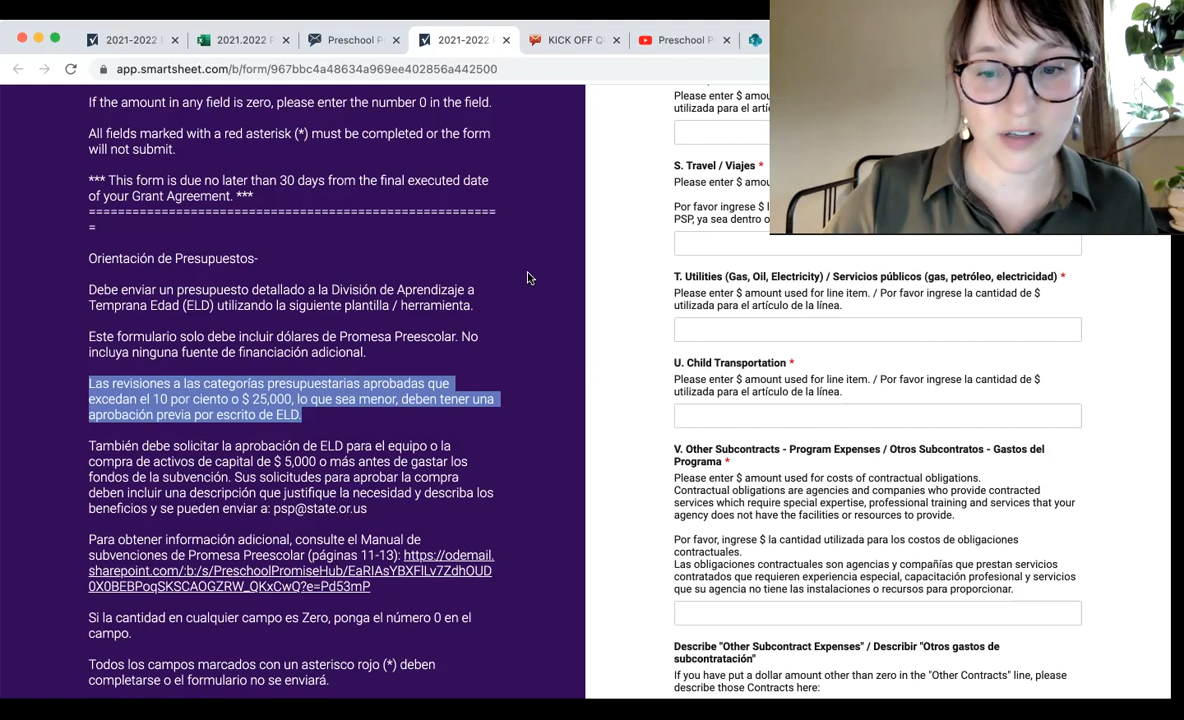 2021-2022
2021.2022 P
Preschool P
2021-2022
KICK OFF Q
Preschool P
app.smartsheet.com/b/form/967bbc4a48634a969ee402856a442500
If the amount in any field is zero, please enter the number 0 in the field.
All fields marked with a red asterisk (*) must be completed or the form
will not submit.
*** This form is due no later than 30 days from the final executed date
of your Grant Agreement. ***
========================================================
=
Orientación de Presupuestos-
Debe enviar un presupuesto detallado a la División de Aprendizaje a
Temprana Edad (ELD) utilizando la siguiente plantilla / herramienta.
Este formulario solo debe incluir dólares de Promesa Preescolar. No
incluya ninguna fuente de financiación adicional.
Las revisiones a las categorías presupuestarias aprobadas que
excedan el 10 por ciento o $ 25,000, lo que sea menor, deben tener una
aprobación previa por escrito de ELD.
También debe solicitar la aprobación de ELD para el equipo o la
compra de activos de capital de $ 5,000 o más antes de gastar los
fondos de la subvención. Sus solicitudes para aprobar la compra
deben incluir una descripción que justifique la necesidad y describa los
beneficios y se pueden enviar a: psp@state.or.us
Para obtener información adicional, consulte el Manual de
subvenciones de Promesa Preescolar (páginas 11-13): https://odemail.
sharepoint.com/:b:/s/PreschoolPromiseHub/EaRIAsYBXFlLv7ZdhOUD
0X0BEBPoqSKSCAOGZRW_QKxCwQ?e=Pd53mP
Si la cantidad en cualquier campo es Zero, ponga el número 0 en el
campo.
Todos los campos marcados con un asterisco rojo (*) deben
completarse o el formulario no se enviará.
Please enter $ amou
utilizada para el artí
S. Travel / Viajes *
Please enter $ amou
Por favor ingrese $ l
PSP, ya sea dentro o
T. Utilities (Gas, Oil, Electricity) / Servicios públicos (gas, petróleo, electricidad) *
Please enter $ amount used for line item. / Por favor ingrese la cantidad de $
utilizada para el artículo de la línea.
U. Child Transportation *
Please enter $ amount used for line item. / Por favor ingrese la cantidad de $
utilizada para el artículo de la línea.
V. Other Subcontracts - Program Expenses / Otros Subcontratos - Gastos del
Programa *
Please enter $ amount used for costs of contractual obligations.
Contractual obligations are agencies and companies who provide contracted
services which require special expertise, professional training and services that your
agency does not have the facilities or resources to provide.
Por favor, ingrese $ la cantidad utilizada para los costos de obligaciones
contractuales.
Las obligaciones contractuales son agencias y compañías que prestan servicios
contratados que requieren experiencia especial, capacitación profesional y servicios
que su agencia no tiene las instalaciones o recursos para proporcionar.
Describe "Other Subcontract Expenses" / Describir "Otros gastos de
subcontratación"
If you have put a dollar amount other than zero in the "Other Contracts" line, please
describe those Contracts here: